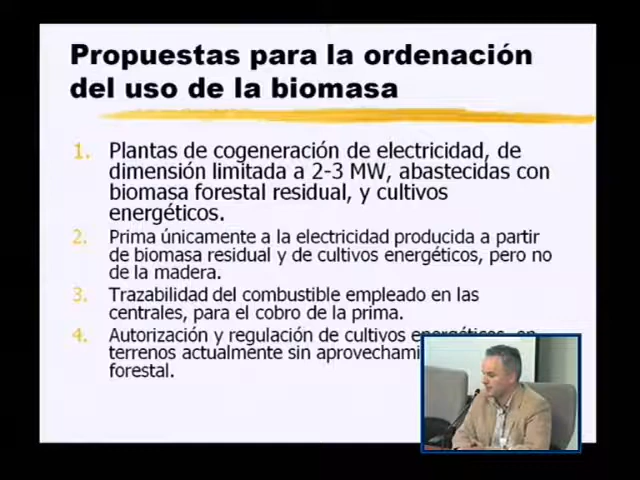 Propuestas para la ordenación
del uso de la biomasa
1. Plantas de cogeneración de electricidad, de
dimensión limitada a 2-3 MW, abastecidas con
biomasa forestal residual, y cultivos
energéticos.
2. Prima únicamente a la electricidad producida a partir
de biomasa residual y de cultivos energéticos, pero no
de la madera.
3. Trazabilidad del combustible empleado en las
centrales, para el cobro de la prima.
4. Autorización y regulación de cultivos energéticos, en
terrenos actualmente sin
forestal.